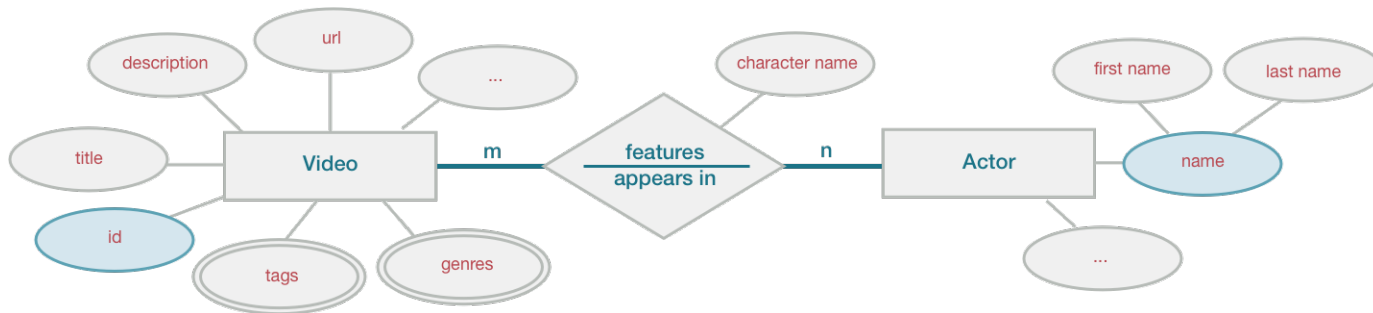 url
description
...
title
Video
id
tags
genres
m
features
appears in
character name
n
Actor
first name
last name
name
...